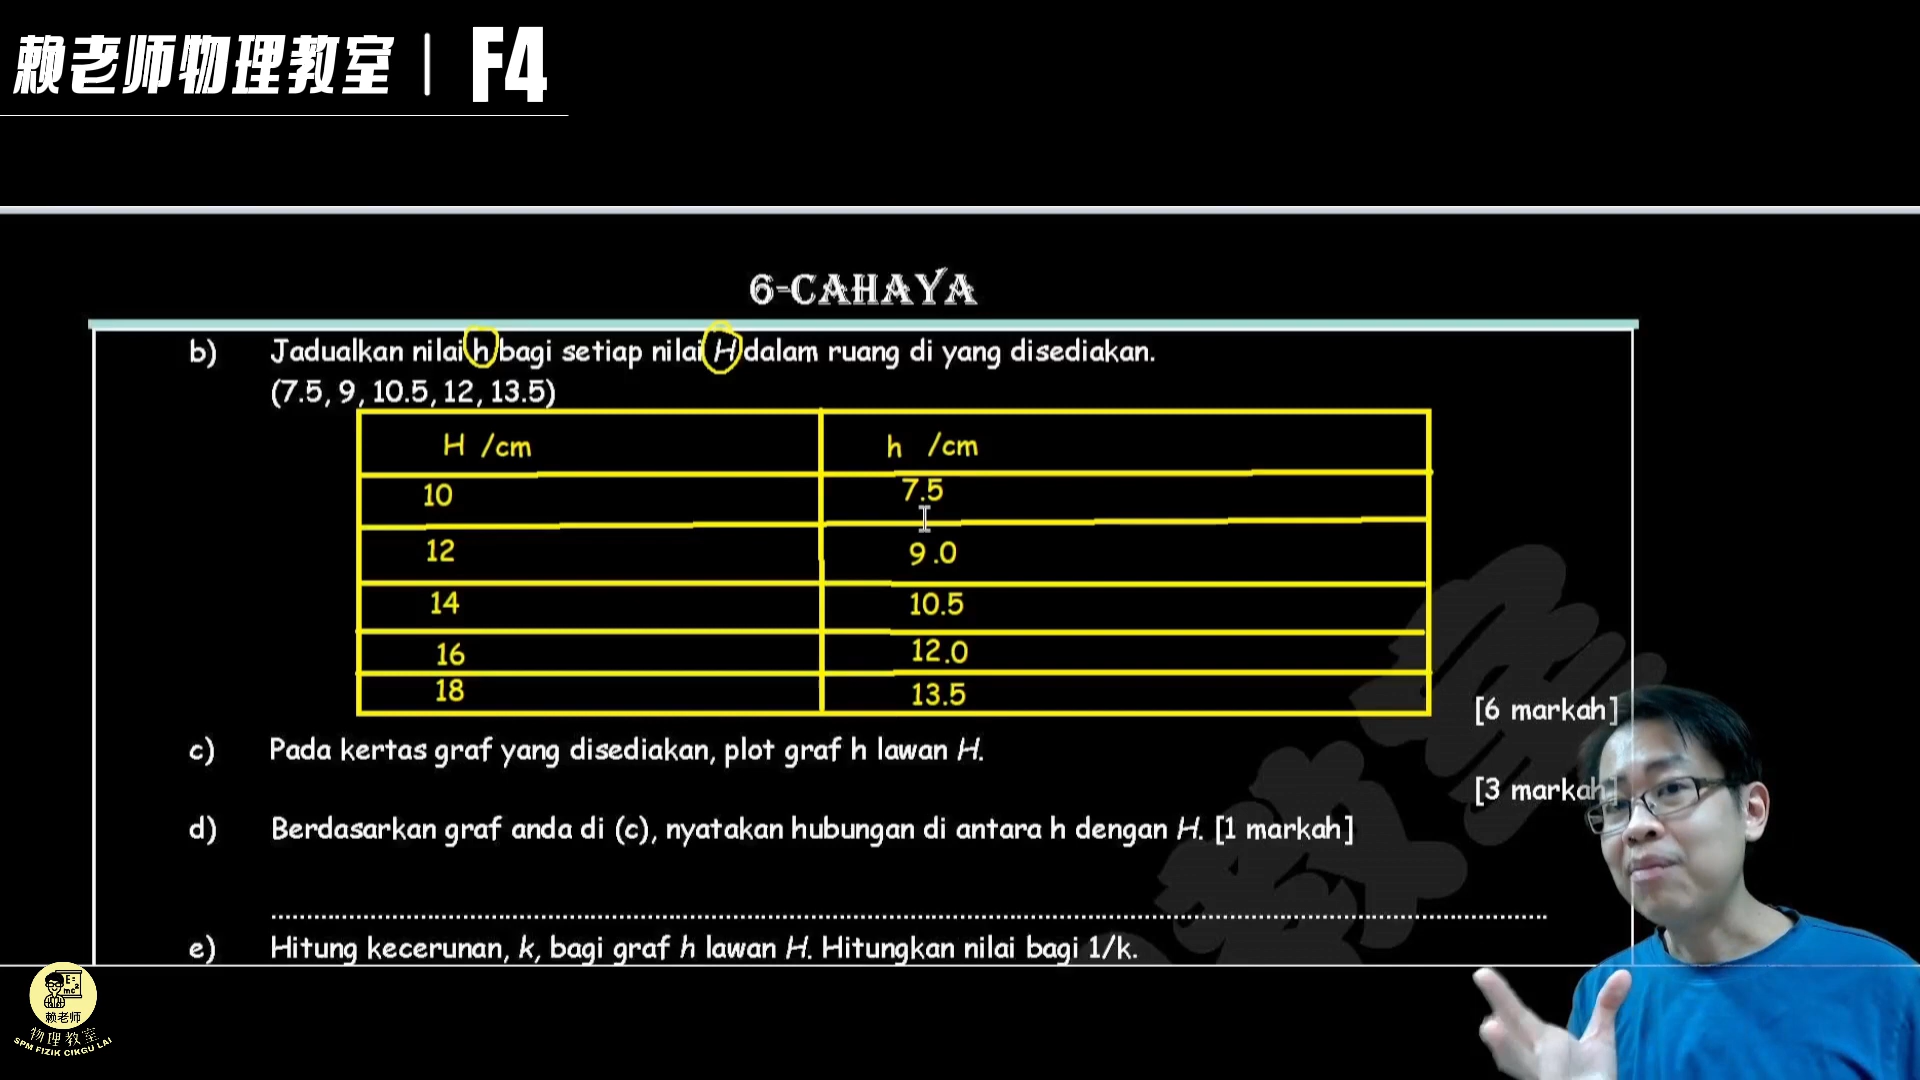 赖老师物理教室 | F4
6-CAHAYA
b) Jadualkan nilai h bagi setiap nilai H dalam ruang di yang disediakan.
(7.5, 9, 10.5, 12, 13.5)
H /cm h /cm
10 7.5
12 9.0
14 10.5
16 12.0
18 13.5
[6 markah]
c) Pada kertas graf yang disediakan, plot graf h lawan H.
[3 markah]
d) Berdasarkan graf anda di (c), nyatakan hubungan di antara h dengan H. [1 markah]
e) Hitung kecerunan, k, bagi graf h lawan H. Hitungkan nilai bagi 1/k.
E=
mc²
赖老师
物理教室
SPM FIZIK CIKGU LAI